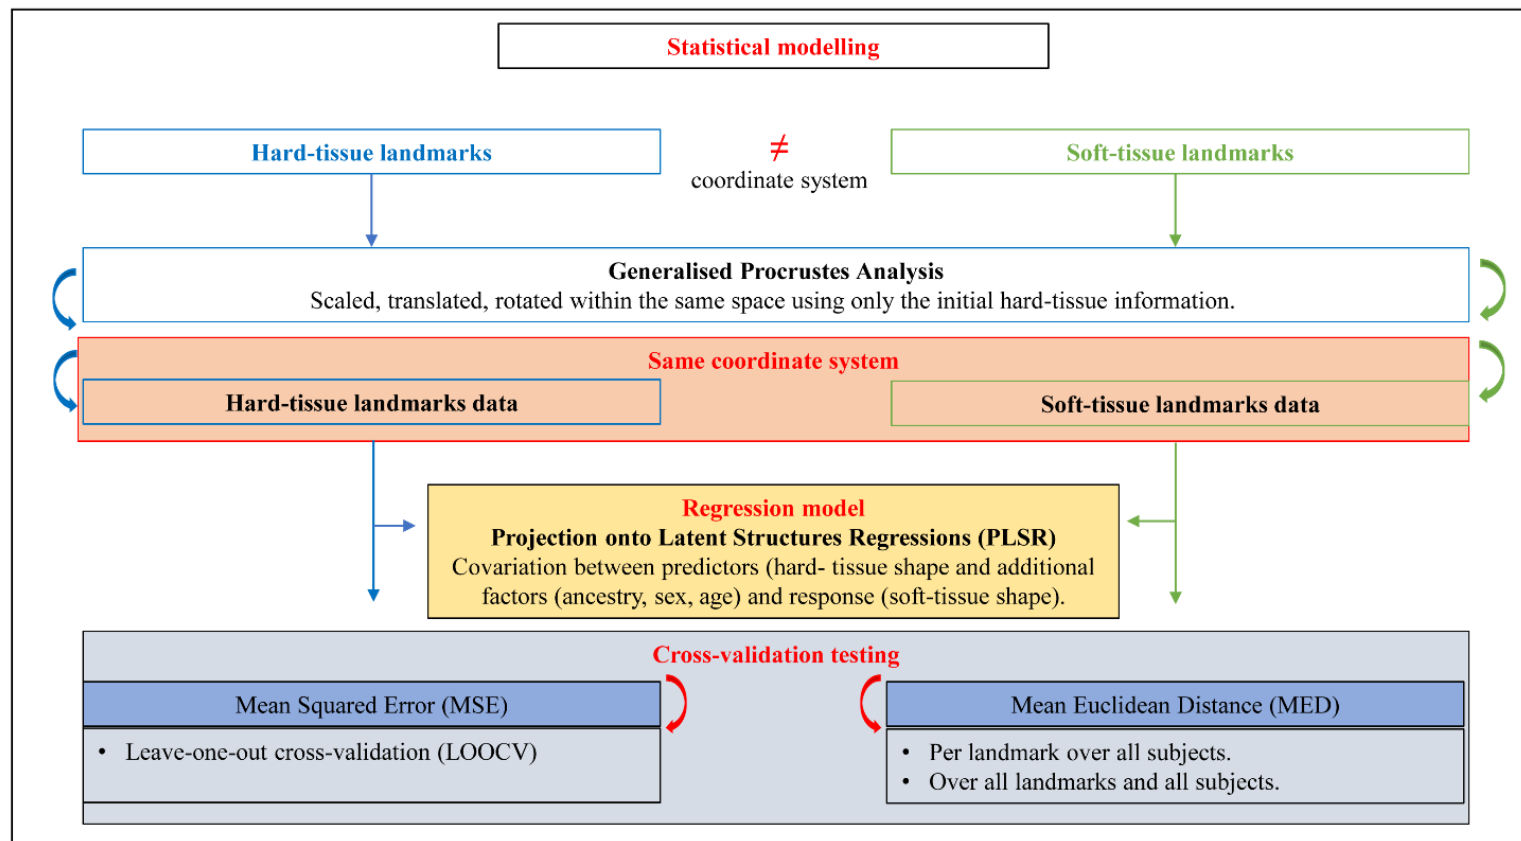 Statistical modelling
Hard-tissue landmarks
≠
coordinate system
Soft-tissue landmarks
Generalised Procrustes Analysis
Scaled, translated, rotated within the same space using only the initial hard-tissue information.
Same coordinate system
Hard-tissue landmarks data
Soft-tissue landmarks data
Regression model
Projection onto Latent Structures Regressions (PLSR)
Covariation between predictors (hard- tissue shape and additional
factors (ancestry, sex, age) and response (soft-tissue shape).
Cross-validation testing
Mean Squared Error (MSE)
• Leave-one-out cross-validation (LOOCV)
Mean Euclidean Distance (MED)
• Per landmark over all subjects.
• Over all landmarks and all subjects.